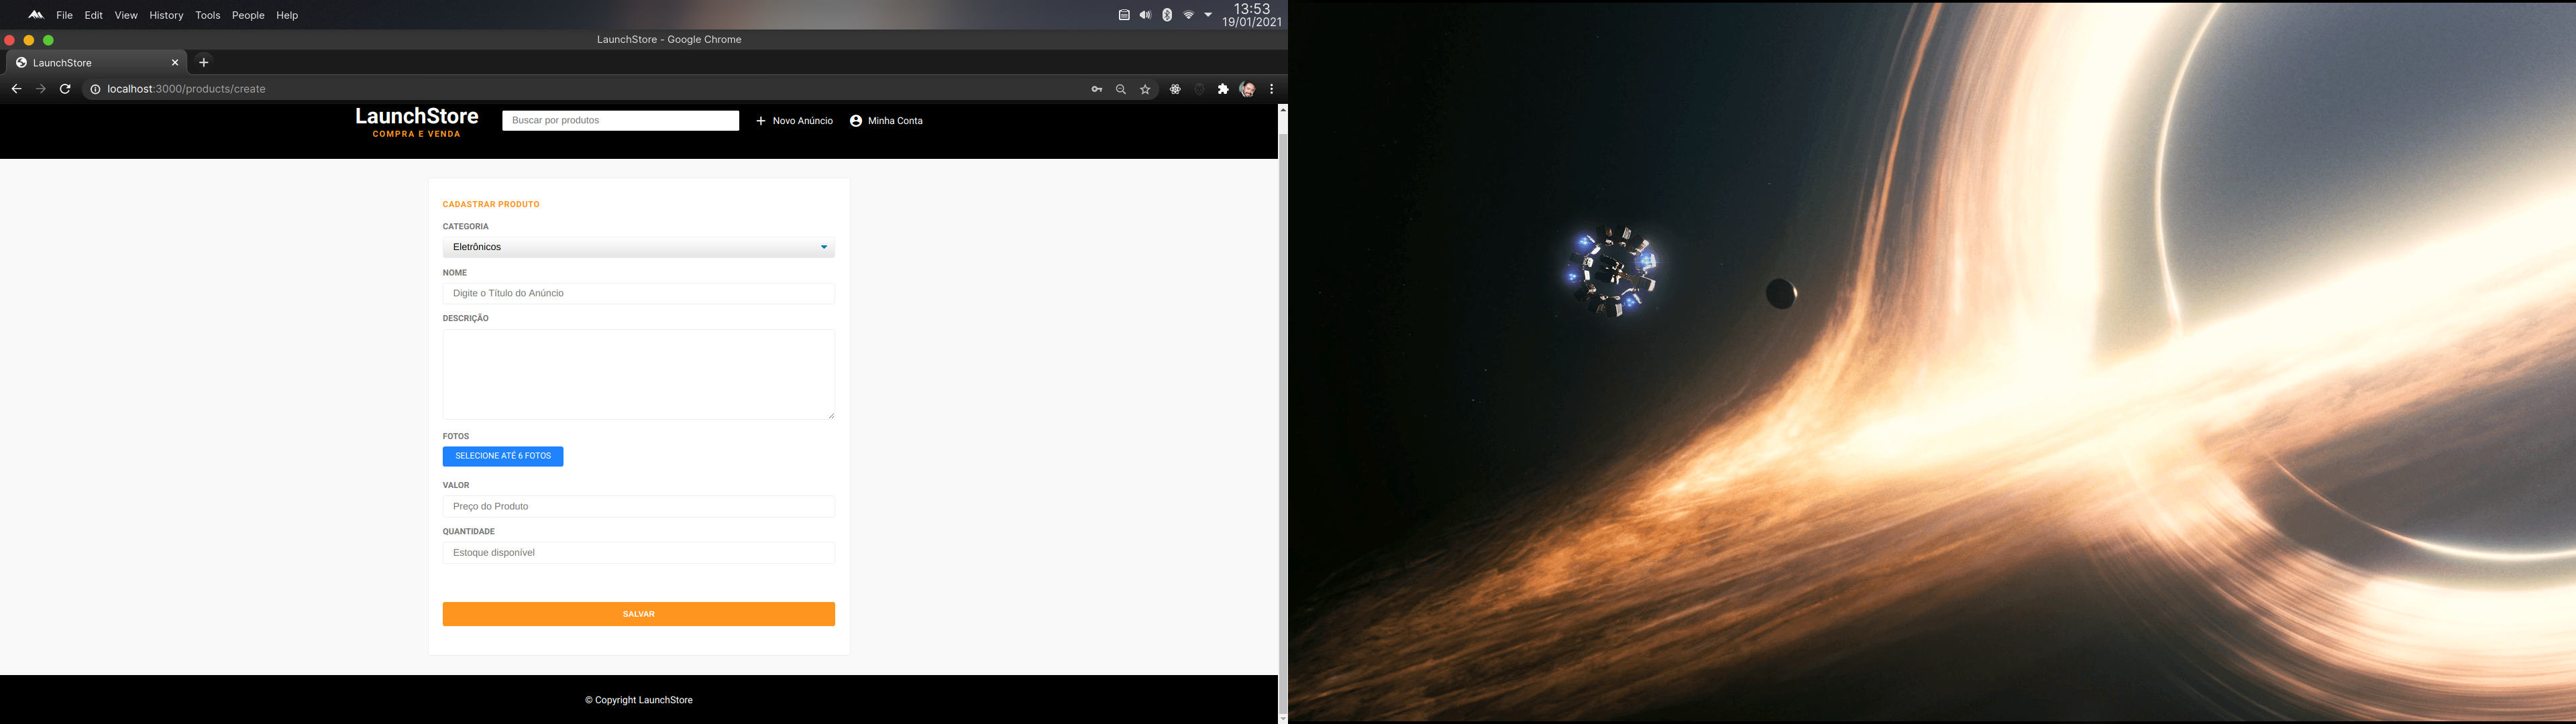 File Edit View History Tools People Help
13:53
19/01/2021
LaunchStore - Google Chrome
LaunchStore
localhost:3000/products/create
LaunchStore
COMPRA E VENDA
Buscar por produtos
Novo Anúncio
Minha Conta
CADASTRAR PRODUTO
CATEGORIA
Eletrônicos
NOME
Digite o Título do Anúncio
DESCRIÇÃO
FOTOS
SELECIONE ATÉ 6 FOTOS
VALOR
Preço do Produto
QUANTIDADE
Estoque disponível
SALVAR
© Copyright LaunchStore